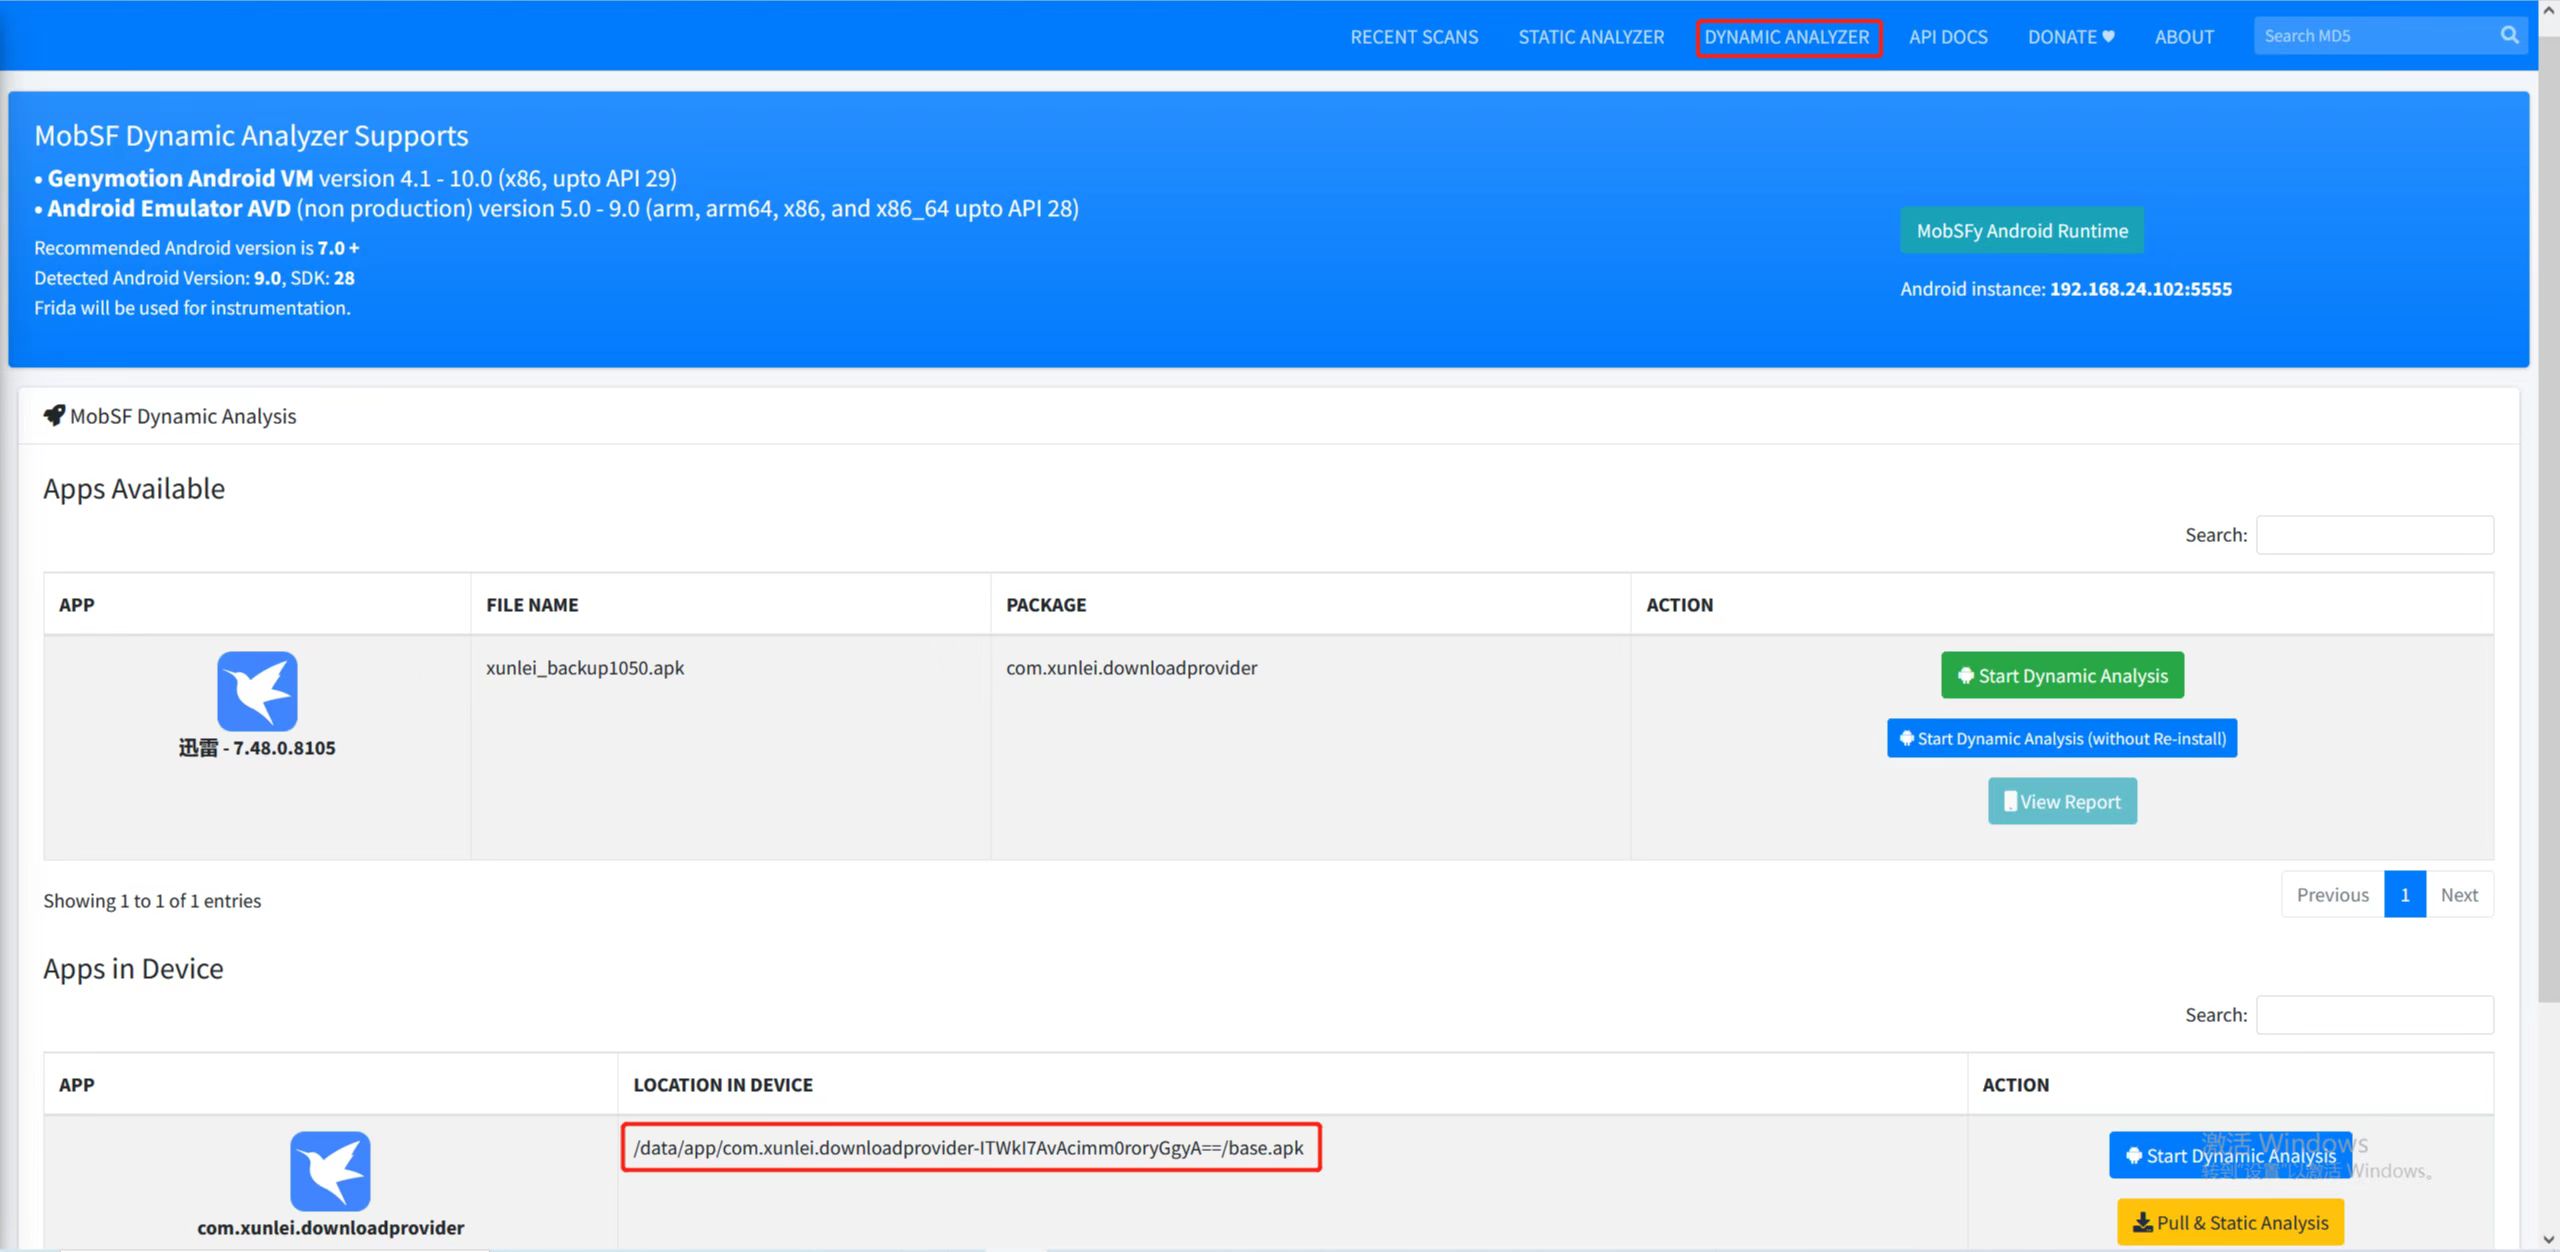 RECENT SCANS STATIC ANALYZER DYNAMIC ANALYZER API DOCS DONATE ♥ ABOUT Search MD5
MobSF Dynamic Analyzer Supports
• Genymotion Android VM version 4.1 - 10.0 (x86, upto API 29)
• Android Emulator AVD (non production) version 5.0 - 9.0 (arm, arm64, x86, and x86_64 upto API 28)
Recommended Android version is 7.0 +
Detected Android Version: 9.0, SDK: 28
Frida will be used for instrumentation.
MobSFy Android Runtime
Android instance: 192.168.24.102:5555
MobSF Dynamic Analysis
Apps Available
Search:
APP FILE NAME PACKAGE ACTION
xunlei_backup1050.apk com.xunlei.downloadprovider Start Dynamic Analysis
Start Dynamic Analysis (without Re-install)
迅雷 - 7.48.0.8105
View Report
Showing 1 to 1 of 1 entries
Previous 1 Next
Apps in Device
Search:
APP LOCATION IN DEVICE ACTION
/data/app/com.xunlei.downloadprovider-ITWkI7AvAcimm0roryGgyA==/base.apk
Start Dynamic Analysis
激活 Windows
转到"设置"以激活 Windows。
com.xunlei.downloadprovider
Pull & Static Analysis